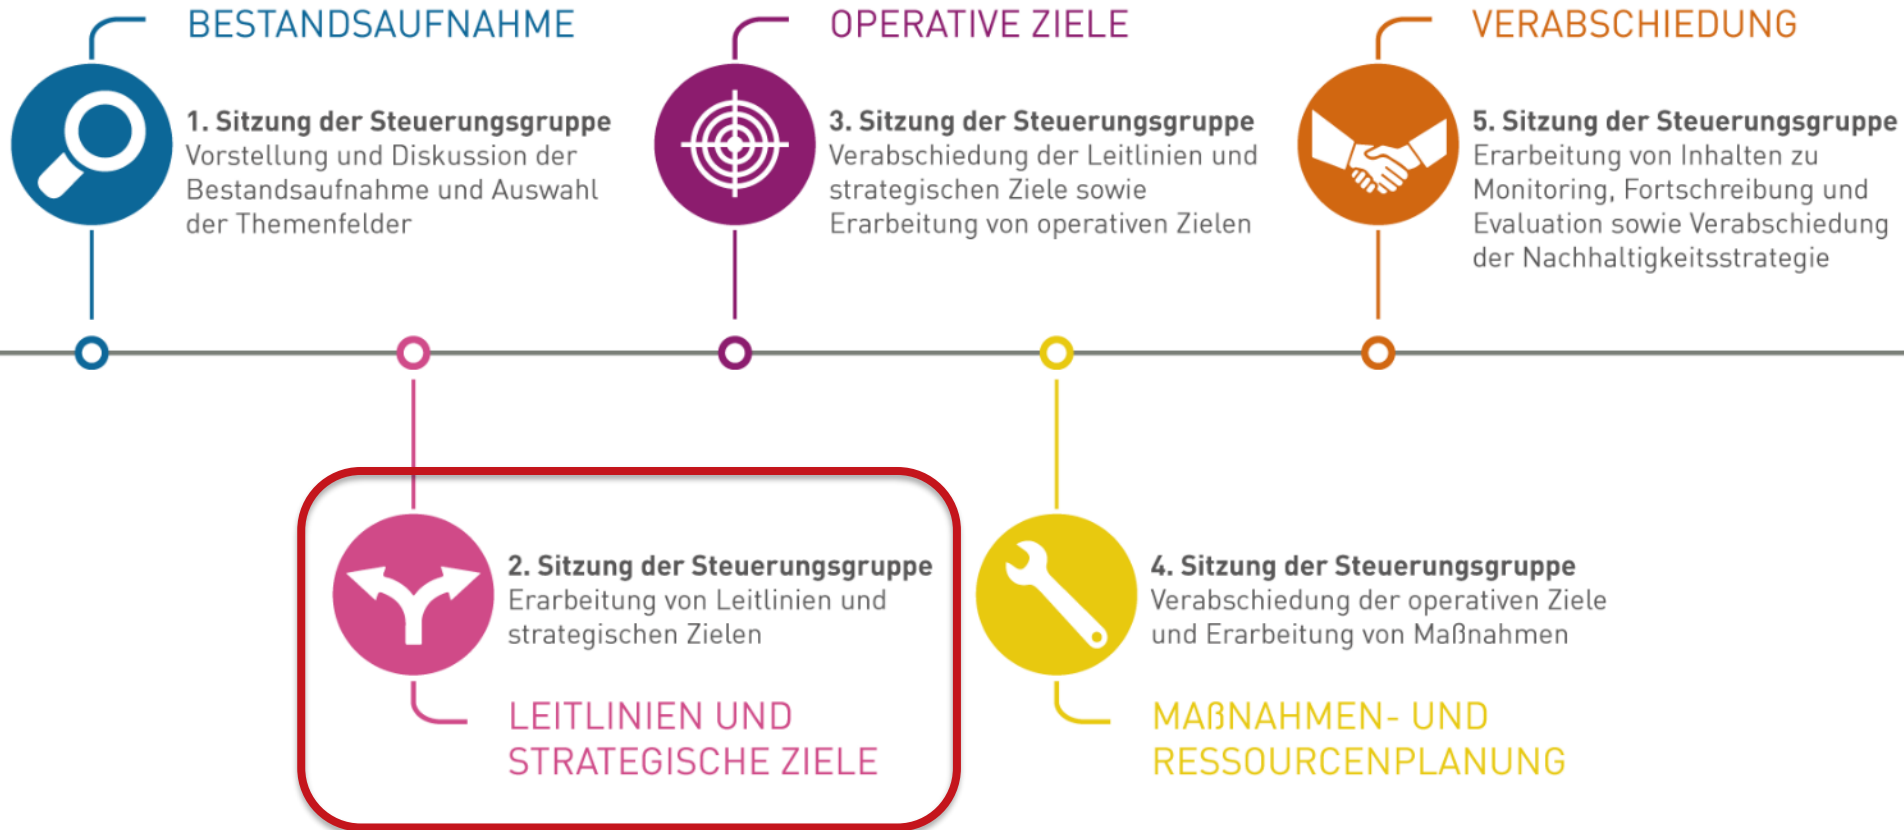 BESTANDSAUFNAHME
1. Sitzung der Steuerungsgruppe
Vorstellung und Diskussion der
Bestandsaufnahme und Auswahl
der Themenfelder
OPERATIVE ZIELE
3. Sitzung der Steuerungsgruppe
Verabschiedung der Leitlinien und
strategischen Ziele sowie
Erarbeitung von operativen Zielen
VERABSCHIEDUNG
5. Sitzung der Steuerungsgruppe
Erarbeitung von Inhalten zu
Monitoring, Fortschreibung und
Evaluation sowie Verabschiedung
der Nachhaltigkeitsstrategie
2. Sitzung der Steuerungsgruppe
Erarbeitung von Leitlinien und
strategischen Zielen
LEITLINIEN UND
STRATEGISCHE ZIELE
4. Sitzung der Steuerungsgruppe
Verabschiedung der operativen Ziele
und Erarbeitung von Maßnahmen
MAßNAHMEN- UND
RESSOURCENPLANUNG